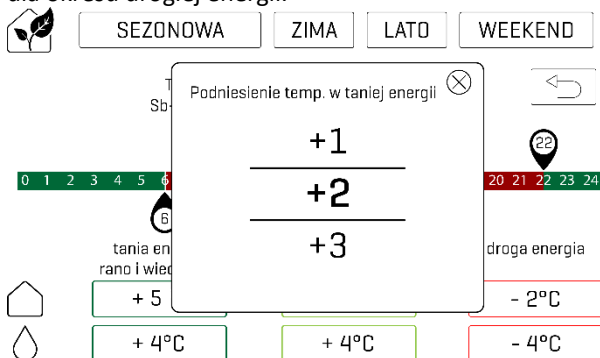 SEZONOWA ZIMA LATO WEEKEND
Podniesienie temp. w taniej energii
Sb-
+1
22
0 1 2 3 4 5 6 20 21 22 23 24
+2
6
+3
tania en droga energia
rano i wiec
+ 5 - 2°C
+ 4°C + 4°C - 4°C